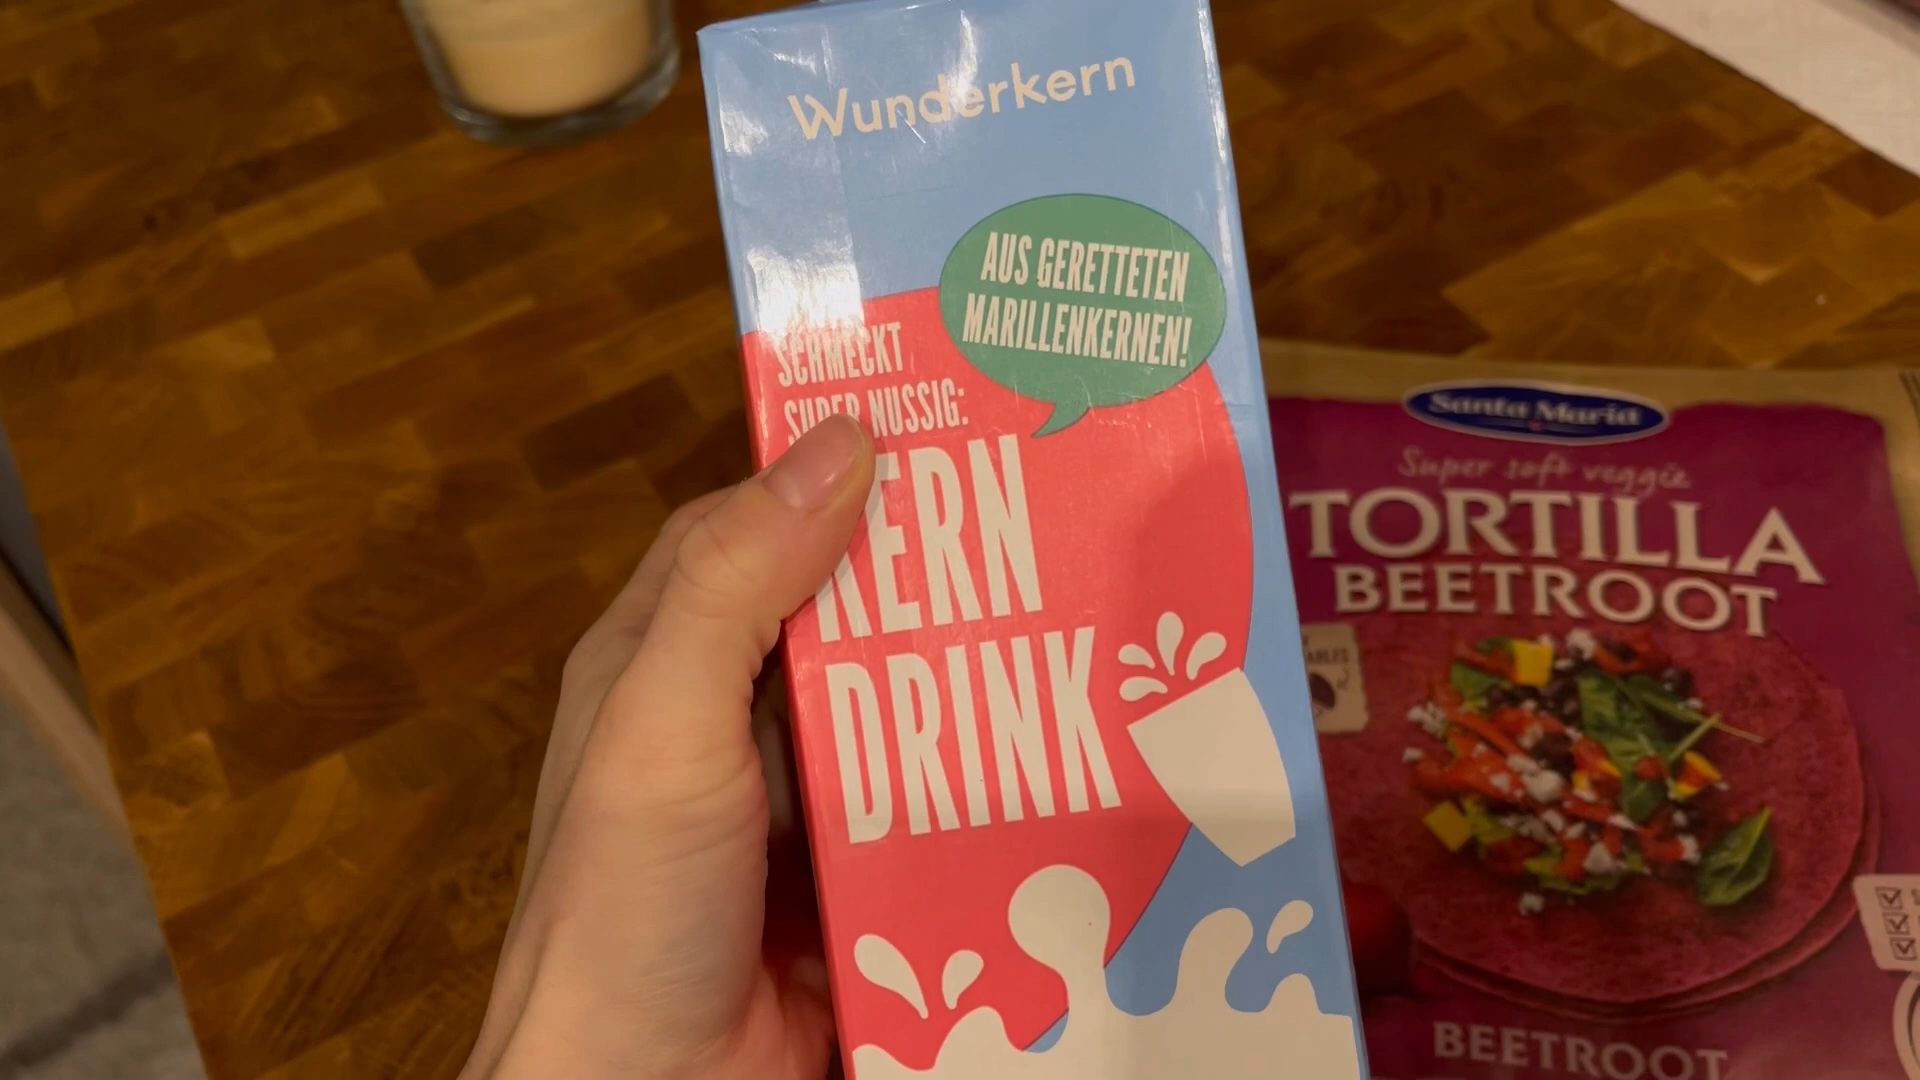 Wunderkern
AUS GERETTETEN
MARILLENKERNEN!
SCHMECKT
SUPER NUSSIG:
KERN
DRINK
Santa Maria
Super soft veggie
TORTILLA
BEETROOT
BEETROOT